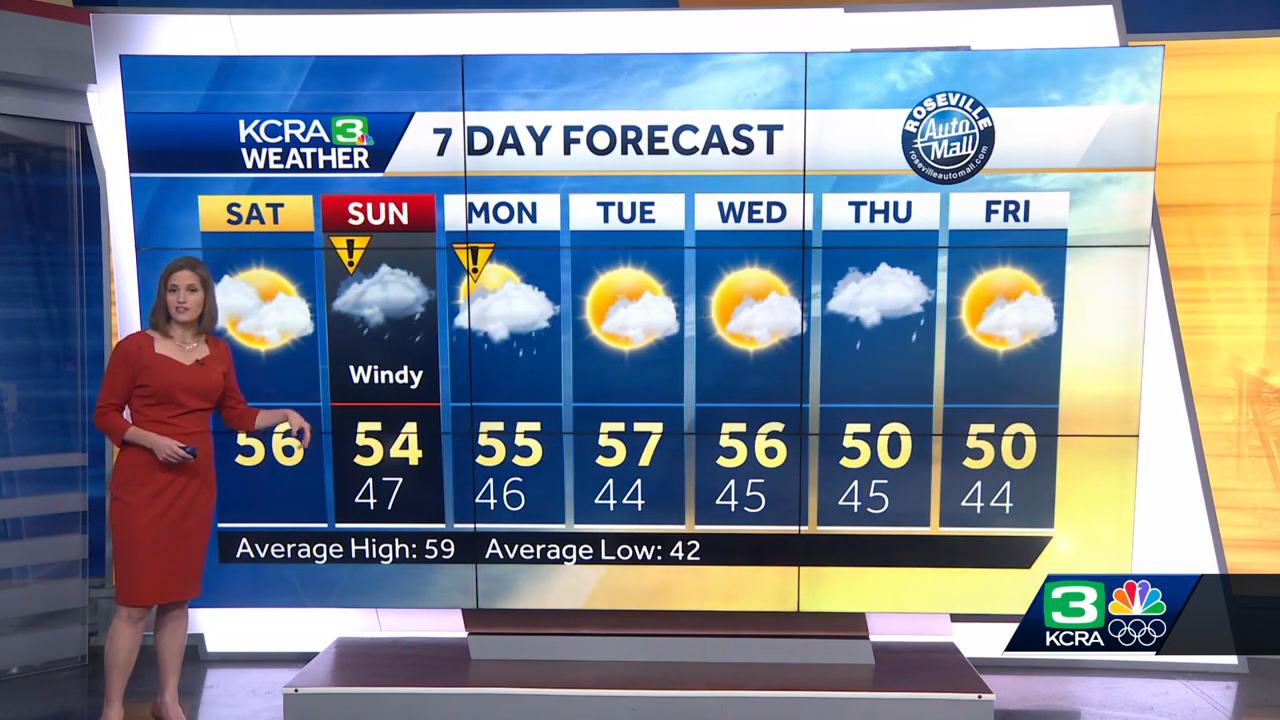 KCRA 3
WEATHER
7 DAY FORECAST
ROSEVILLE
Auto
Mall
rosevilleautomall.com
SAT SUN MON TUE WED THU FRI
! !
Windy
56 54 55 57 56 50 50
47 46 44 45 45 44
Average High: 59 Average Low: 42
3
KCRA